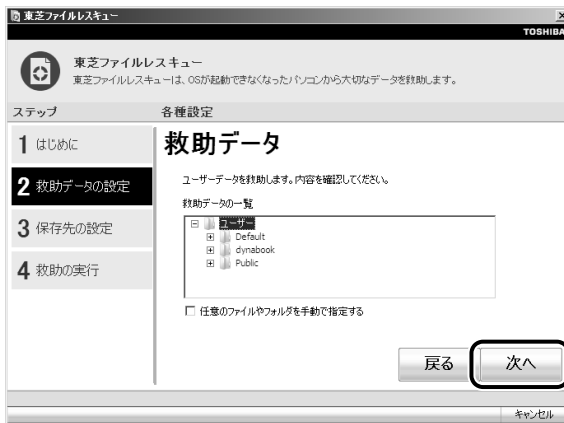 東芝ファイルレスキュー
TOSHIBA
東芝ファイルレスキュー
東芝ファイルレスキューは、OSが起動できなくなったパソコンから大切なデータを救助します。
ステップ
各種設定
1 はじめに
2 救助データの設定
3 保存先の設定
4 救助の実行
救助データ
ユーザーデータを救助します。内容を確認してください。
救助データの一覧
ユーザー
Default
dynabook
Public
任意のファイルやフォルダを手動で指定する
戻る
次へ
キャンセル